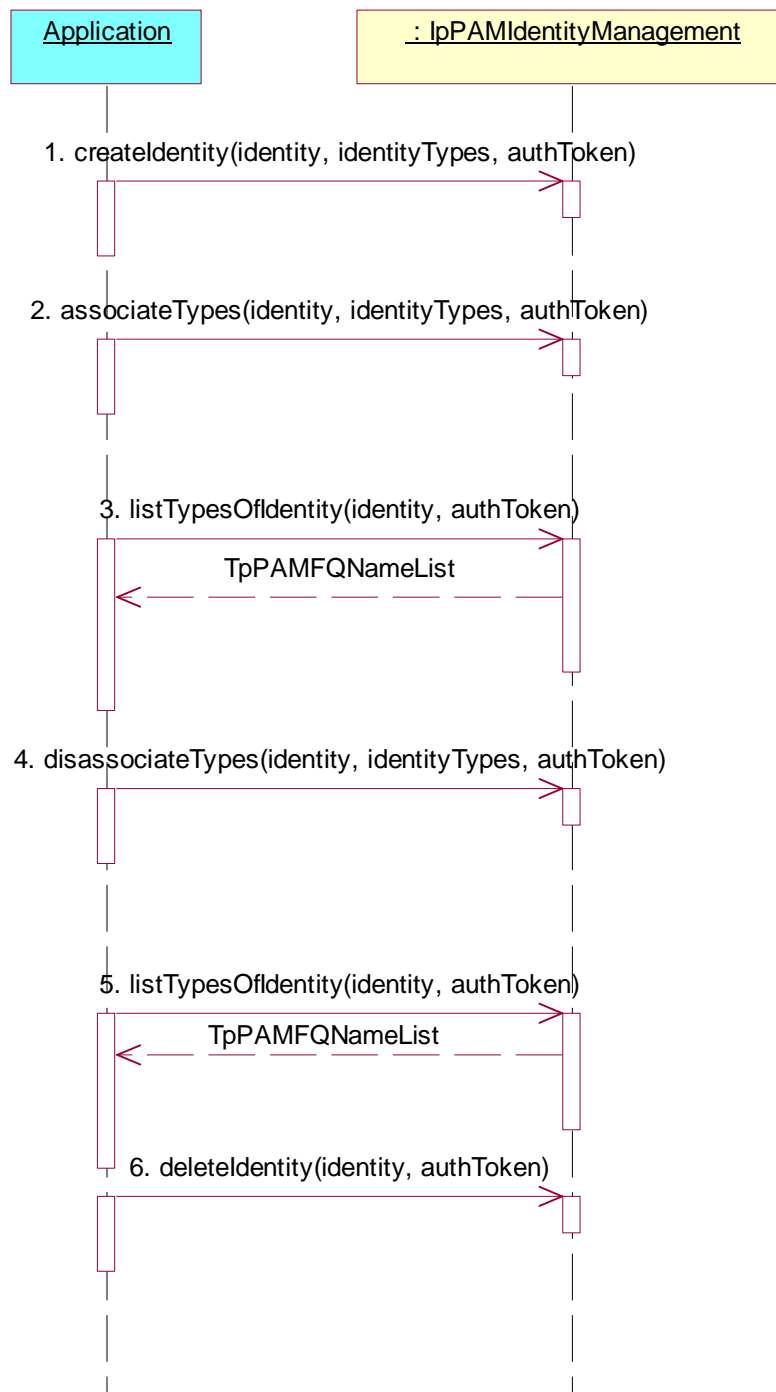 Application
: IpPAMIdentityManagement
1. createIdentity(identity, identityTypes, authToken)
2. associateTypes(identity, identityTypes, authToken)
3. listTypesOfIdentity(identity, authToken)
TpPAMFQNameList
4. disassociateTypes(identity, identityTypes, authToken)
5. listTypesOfIdentity(identity, authToken)
TpPAMFQNameList
6. deleteIdentity(identity, authToken)